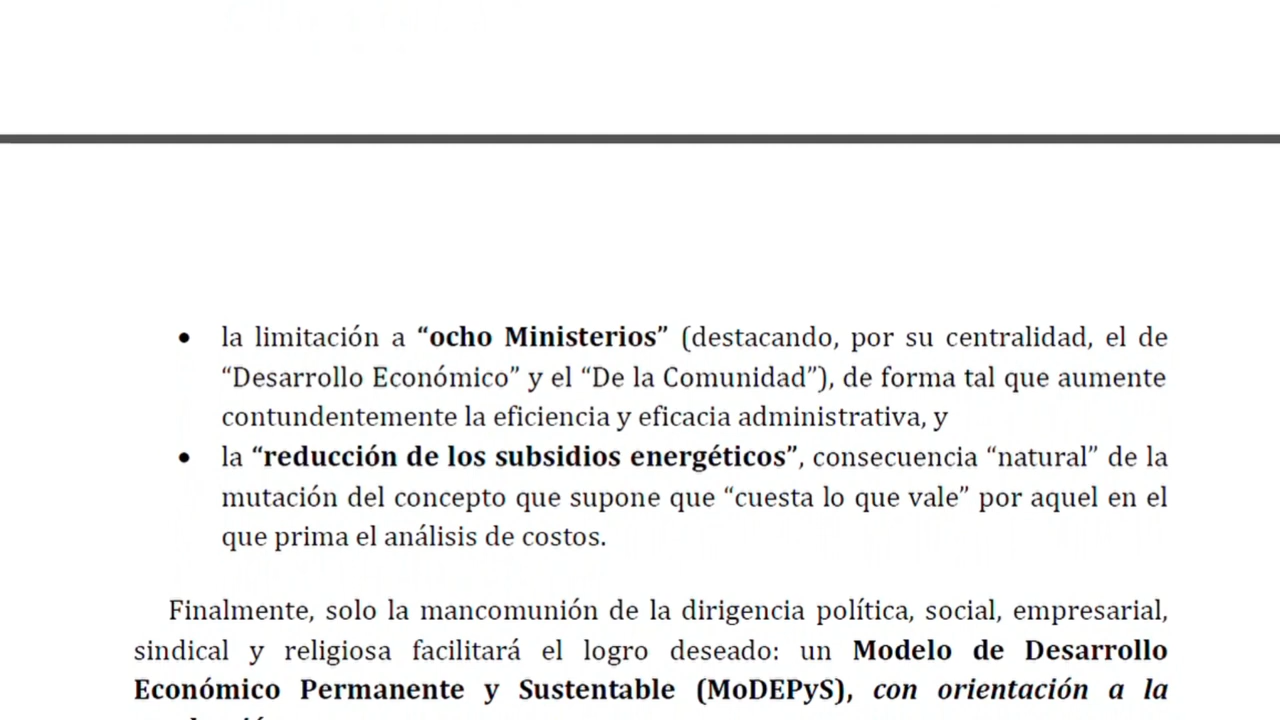 • la limitación a “ocho Ministerios” (destacando, por su centralidad, el de
“Desarrollo Económico” y el “De la Comunidad”), de forma tal que aumente
contundentemente la eficiencia y eficacia administrativa, y
• la “reducción de los subsidios energéticos”, consecuencia “natural” de la
mutación del concepto que supone que “cuesta lo que vale” por aquel en el
que prima el análisis de costos.
Finalmente, solo la mancomunión de la dirigencia política, social, empresarial,
sindical y religiosa facilitará el logro deseado: un Modelo de Desarrollo
Económico Permanente y Sustentable (MoDEPyS), con orientación a la